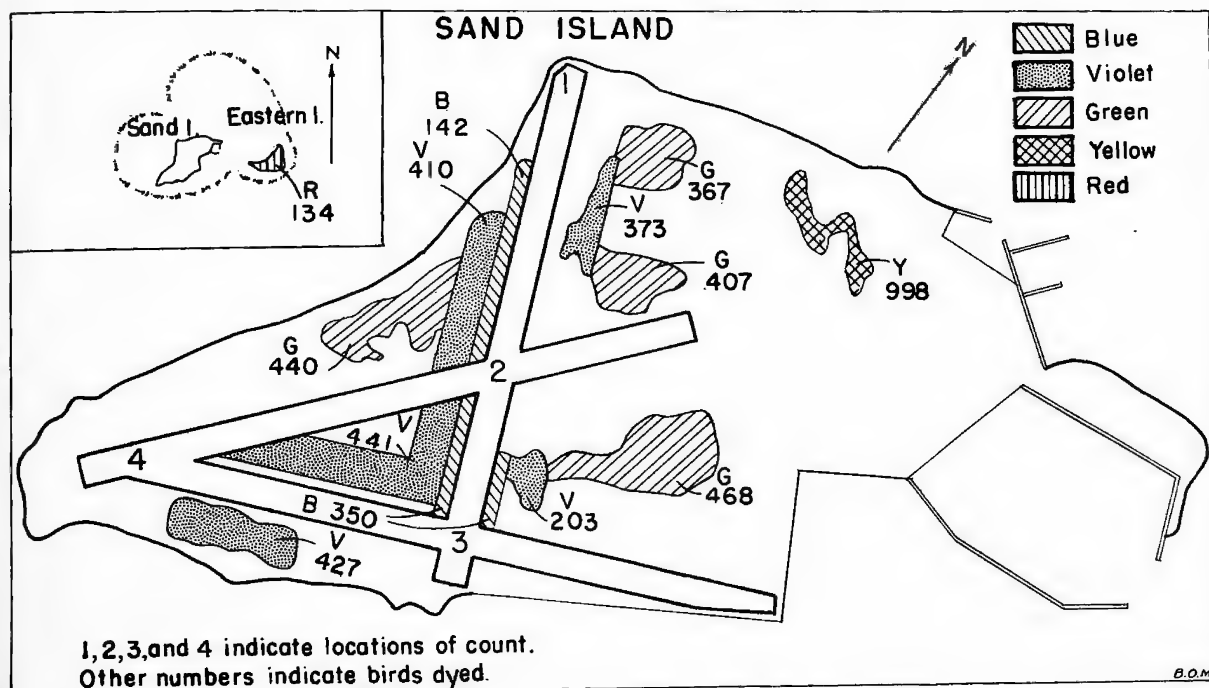 SAND ISLAND
N
Sand I.
Eastern I.
R
134
N
Blue
Violet
Green
Yellow
Red
B
142
V
410
1
G
367
V
373
G
407
Y
998
G
440
2
V
441
4
B 350
3
V
203
G
468
V
427
1,2,3,and 4 indicate locations of count.
Other numbers indicate birds dyed.
B.O.M